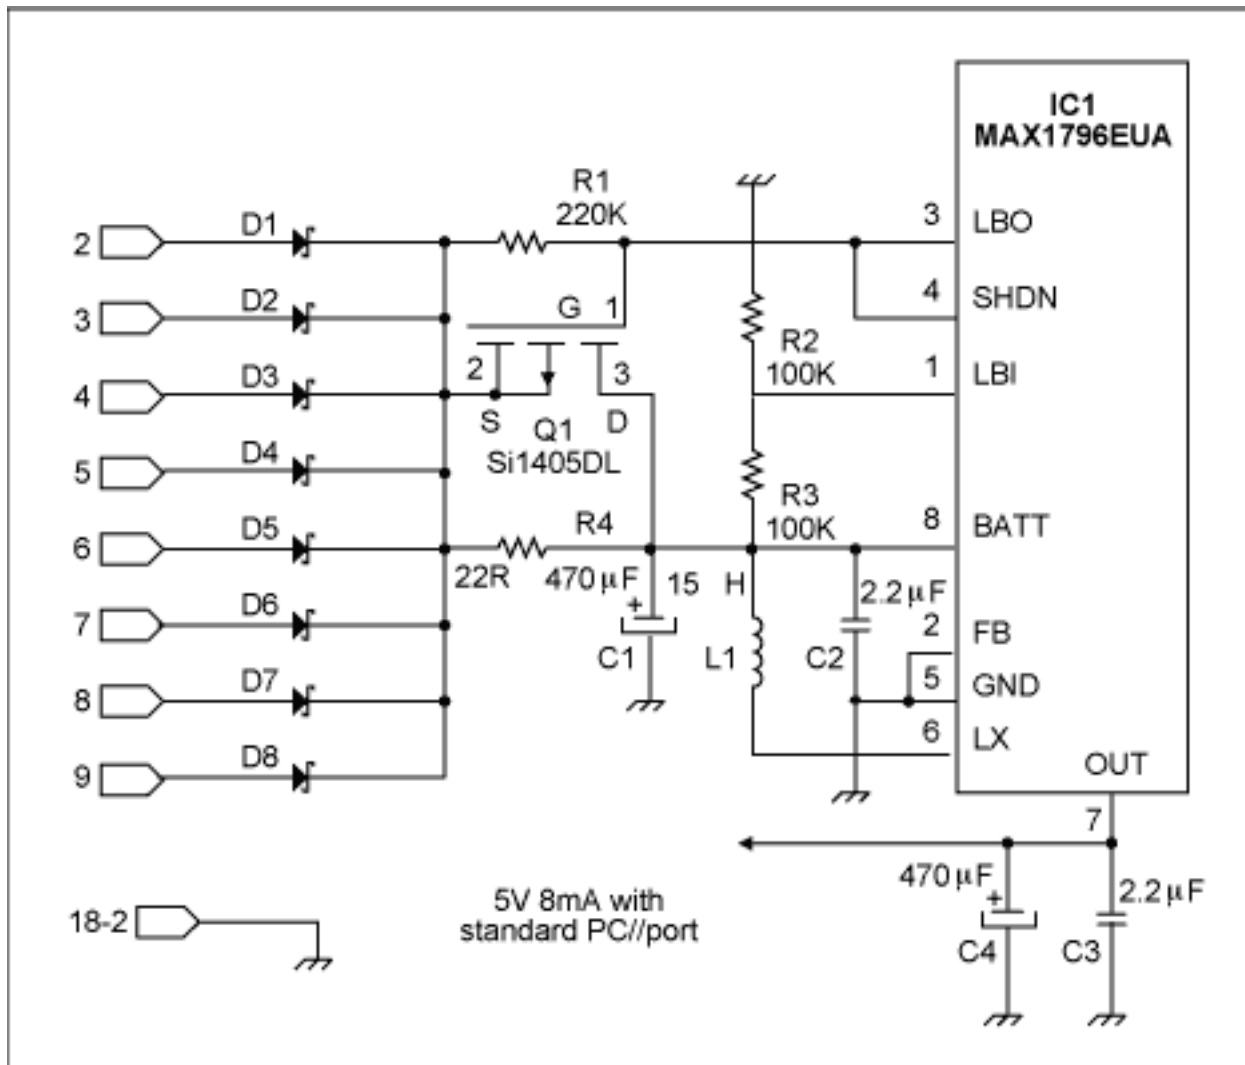 IC1
MAX1796EUA
R1
220K
3
LBO
2
D1
4
SHDN
3
D2
G
1
R2
100K
1
LBI
4
D3
2
3
S
D
Q1
Si1405DL
5
D4
R3
100K
8
BATT
6
D5
R4
22R
470µF
15
H
2.2µF
2
FB
7
D6
C1
L1
C2
5
GND
8
D7
6
LX
9
D8
OUT
7
470µF
2.2µF
5V 8mA with
standard PC//port
18-2
C4
C3
+
+